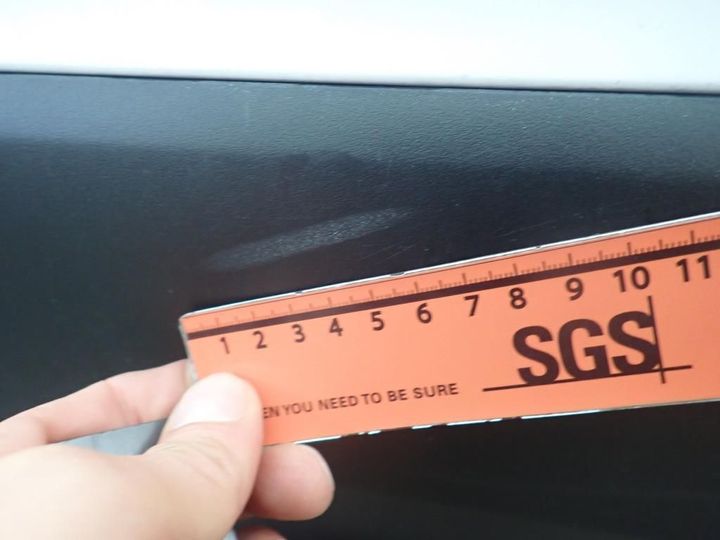 1 2 3 4 5 6 7 8 9 10 11
SGS
EN YOU NEED TO BE SURE